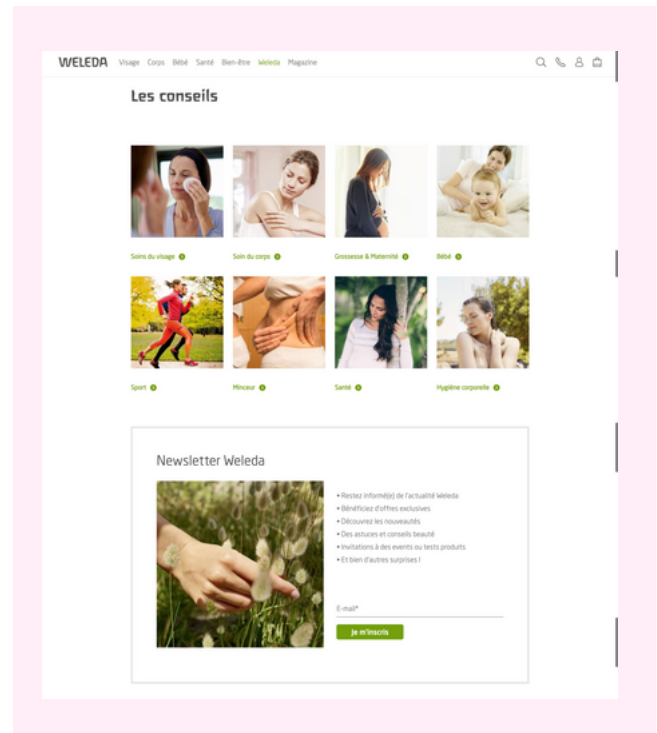 WELEDA Visage Corps Bébé Santé Bien-être Weleda Magazine
Les conseils
Soins du visage Soin du corps Grossesse & Maternité Bébé
Sport Minceur Santé Hygiène corporelle
Newsletter Weleda
• Restez informé(e) de l'actualité Weleda
• Bénéficiez d'offres exclusives
• Découvrez les nouveautés
• Des astuces et conseils beauté
• Invitations à des events ou tests produits
• Et bien d'autres surprises !
E-mail*
Je m'inscris